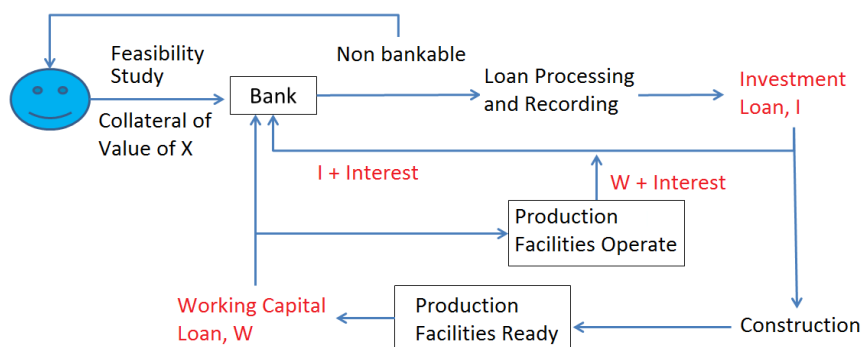 Feasibility
Study
Non bankable
Bank
Loan Processing
and Recording
Investment
Loan, I
Collateral of
Value of X
I + Interest
W + Interest
Production
Facilities Operate
Working Capital
Loan, W
Production
Facilities Ready
Construction